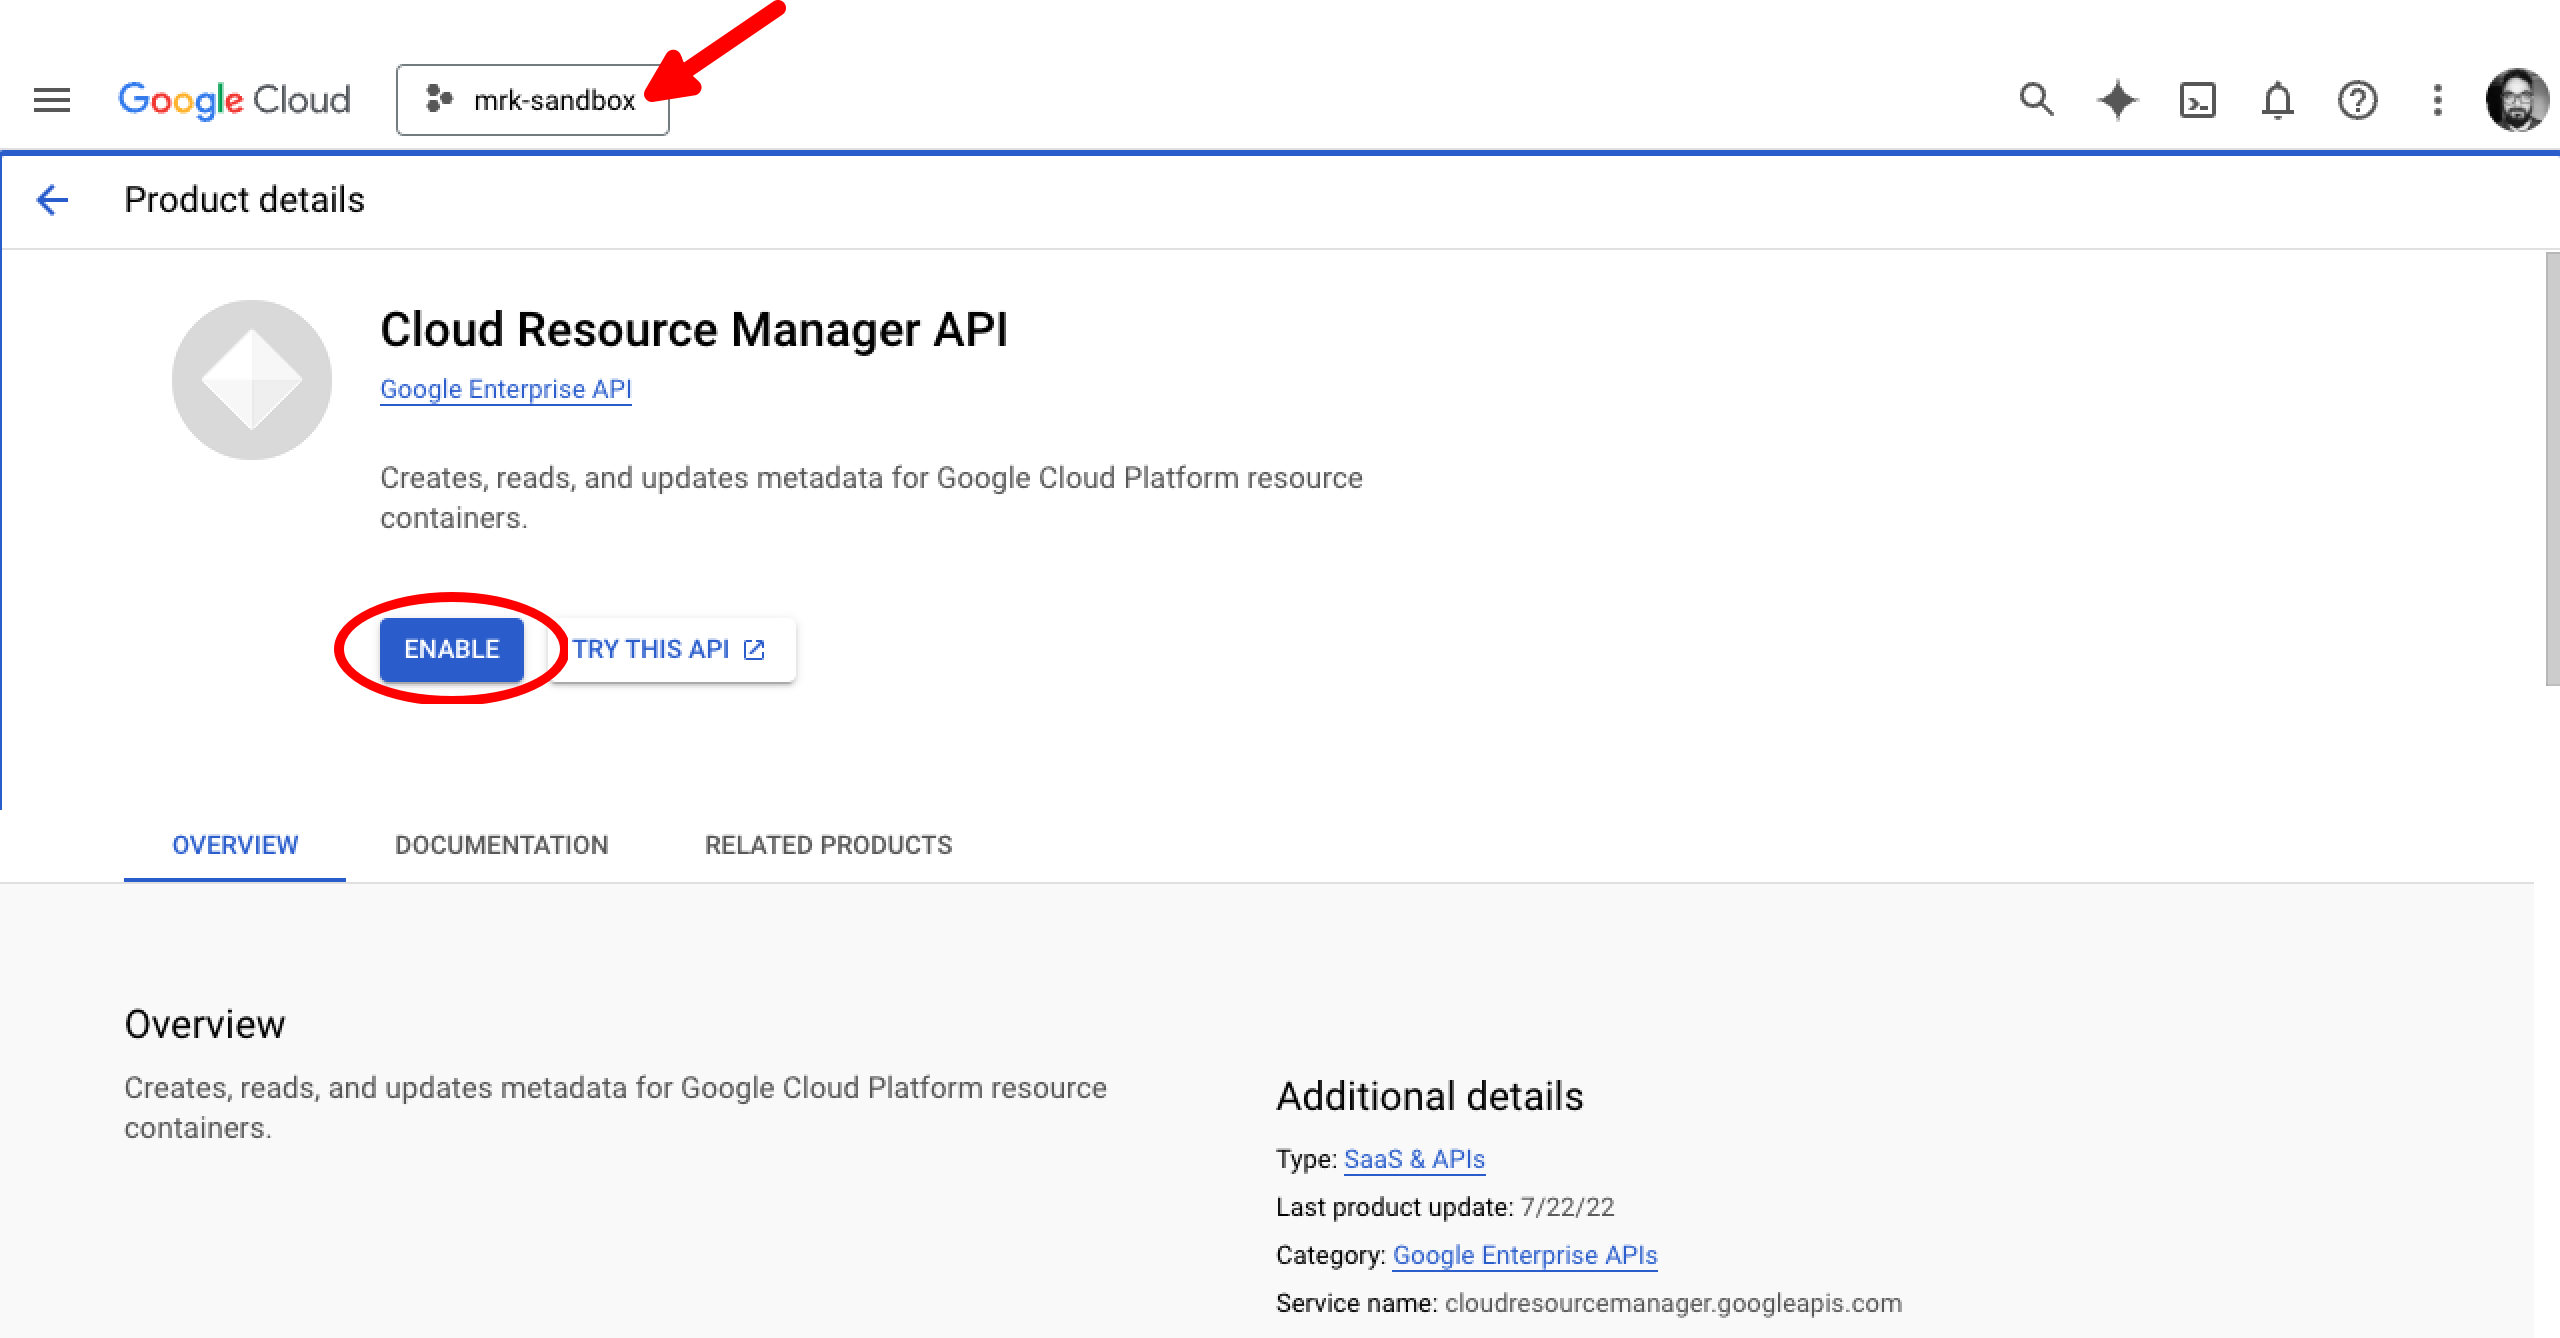 Google Cloud
mrk-sandbox
Product details
Cloud Resource Manager API
Google Enterprise API
Creates, reads, and updates metadata for Google Cloud Platform resource
containers.
ENABLE
TRY THIS API
OVERVIEW
DOCUMENTATION
RELATED PRODUCTS
Overview
Creates, reads, and updates metadata for Google Cloud Platform resource
containers.
Additional details
Type: SaaS & APIs
Last product update: 7/22/22
Category: Google Enterprise APIs
Service name: cloudresourcemanager.googleapis.com